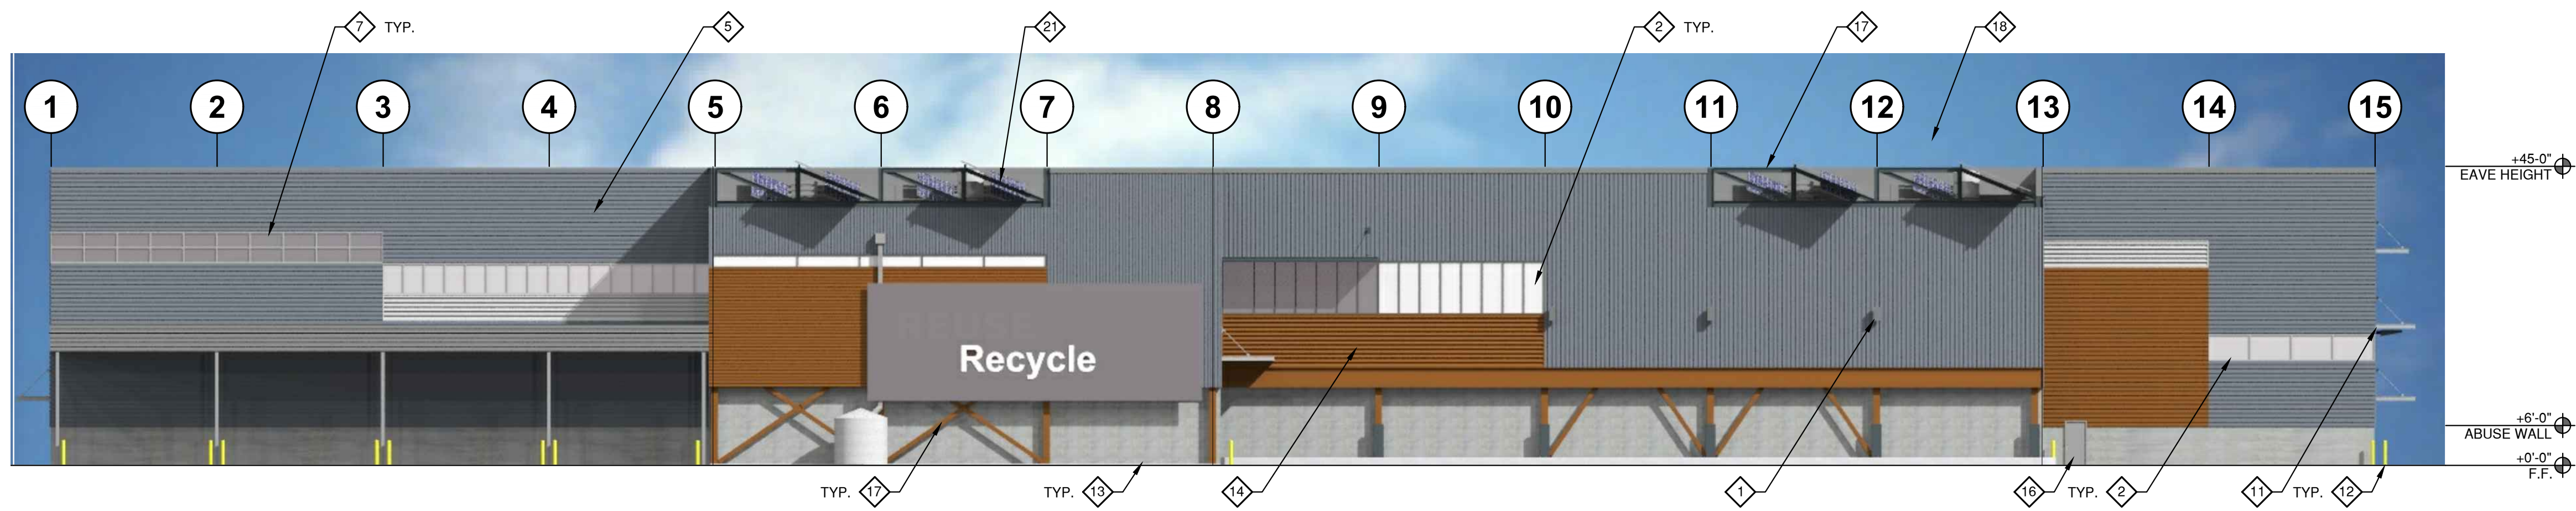 7 TYP.
5
21
2 TYP.
17
18
1 2 3 4 5 6 7 8 9 10 11 12 13 14 15
+45-0"
EAVE HEIGHT
REUSE
Recycle
+6'-0"
ABUSE WALL
+0'-0"
F.F.
TYP. 17
TYP. 13
14
1
16
TYP. 2
11
TYP. 12